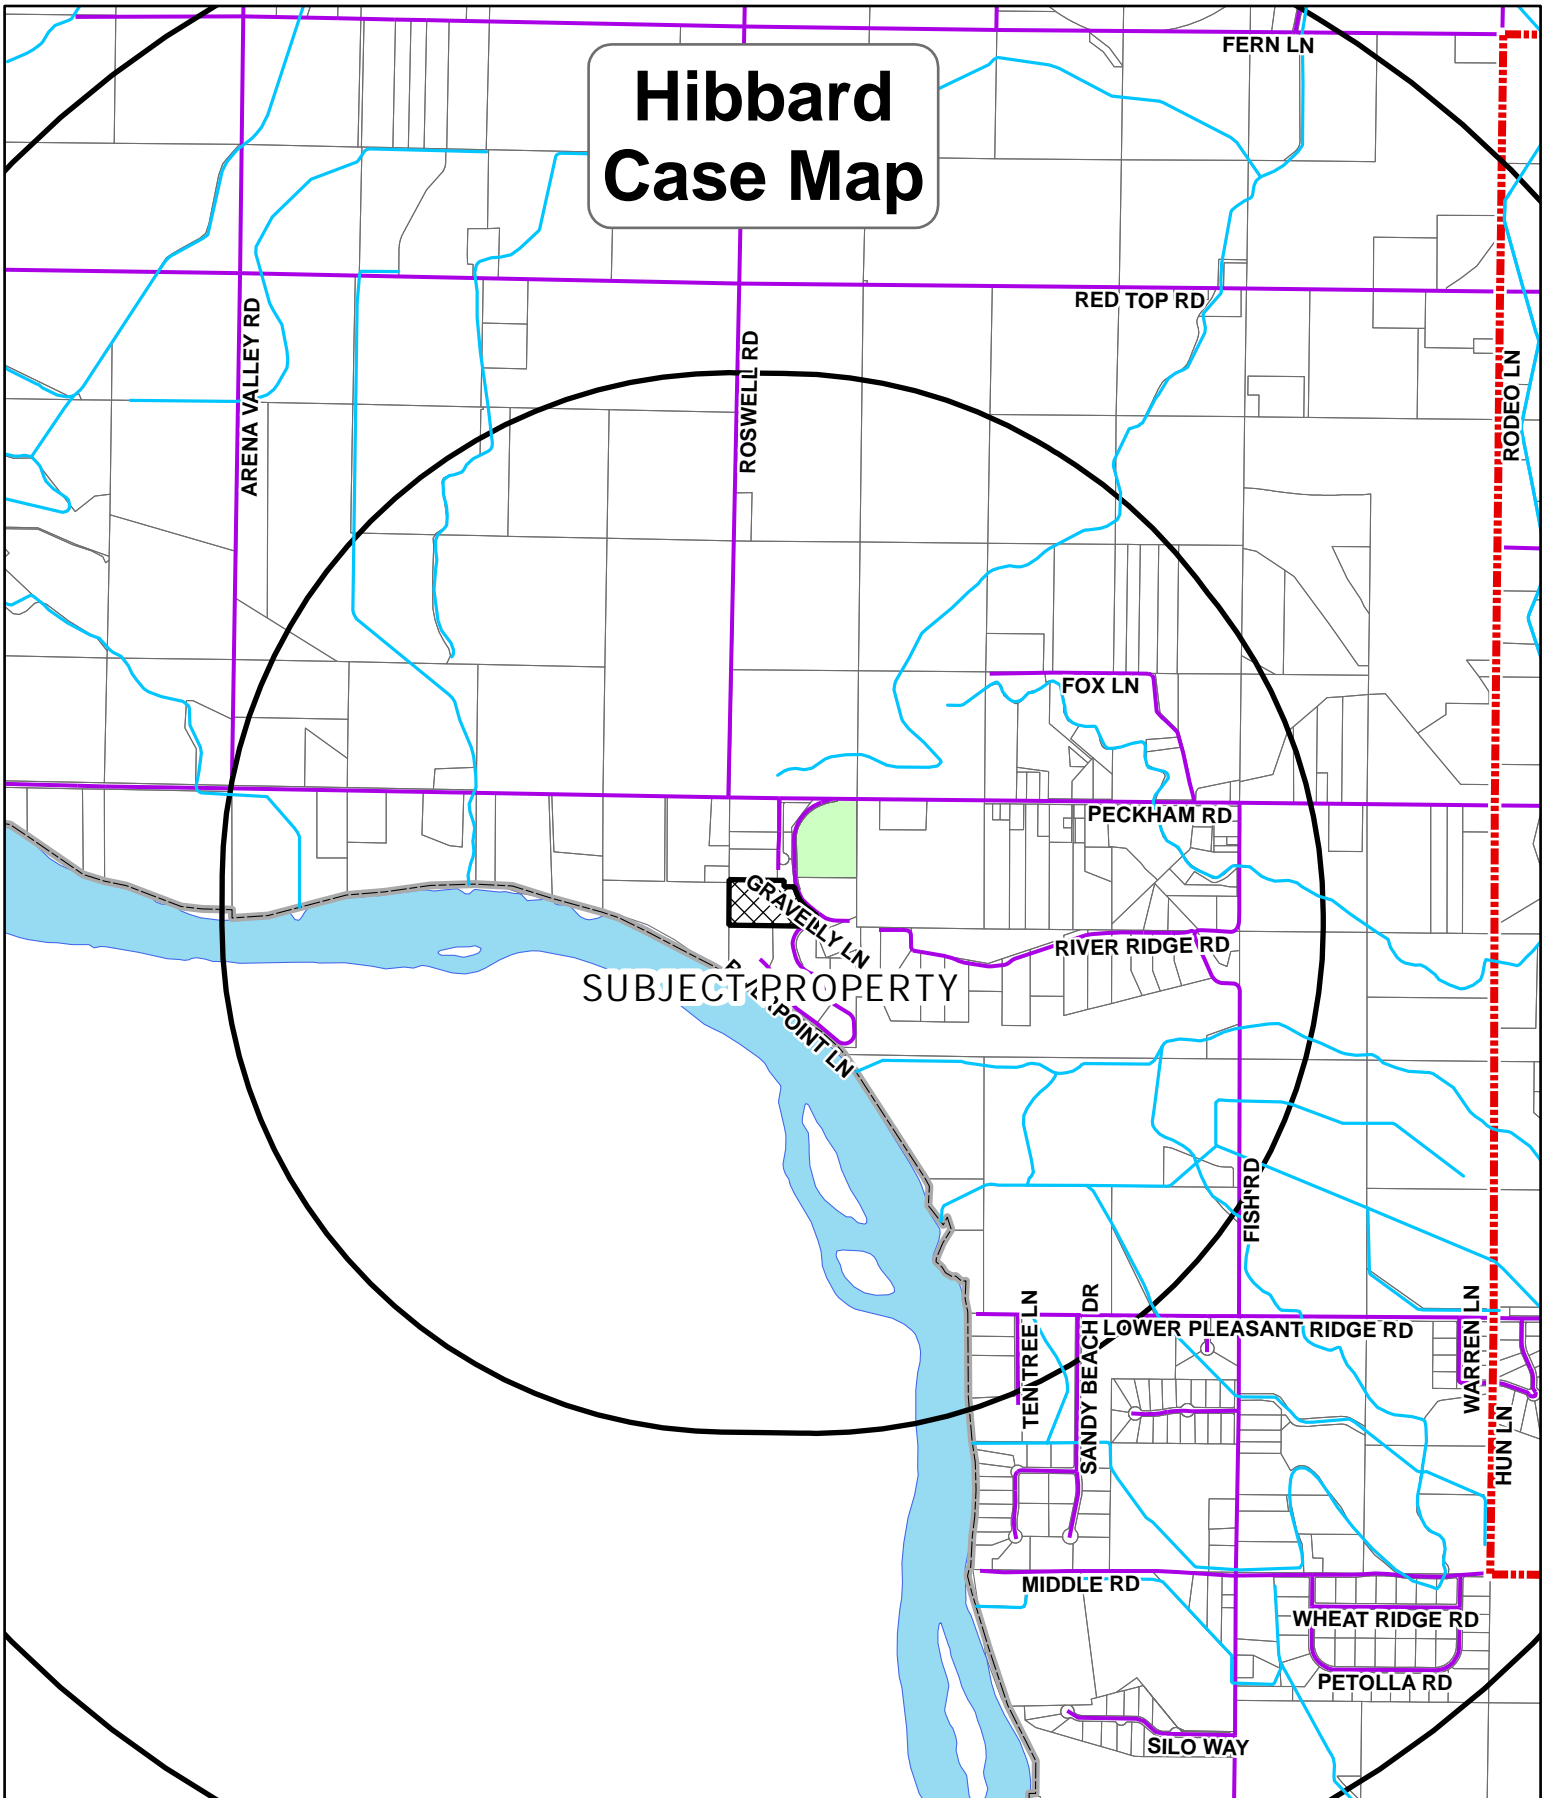 FERN LN
Hibbard
Case Map
RED TOP RD
ARENA VALLEY RD
ROSWELL RD
RODEO LN
FOX LN
PECKHAM RD
GRAVELLY LN
RIVER RIDGE RD
SUBJECT PROPERTY
POINT LN
FISH RD
TEN TREE LN
SANDY BEACH DR
LOWER PLEASANT RIDGE RD
WARREN LN
HUN LN
MIDDLE RD
WHEAT RIDGE RD
PETOLLA RD
SILO WAY